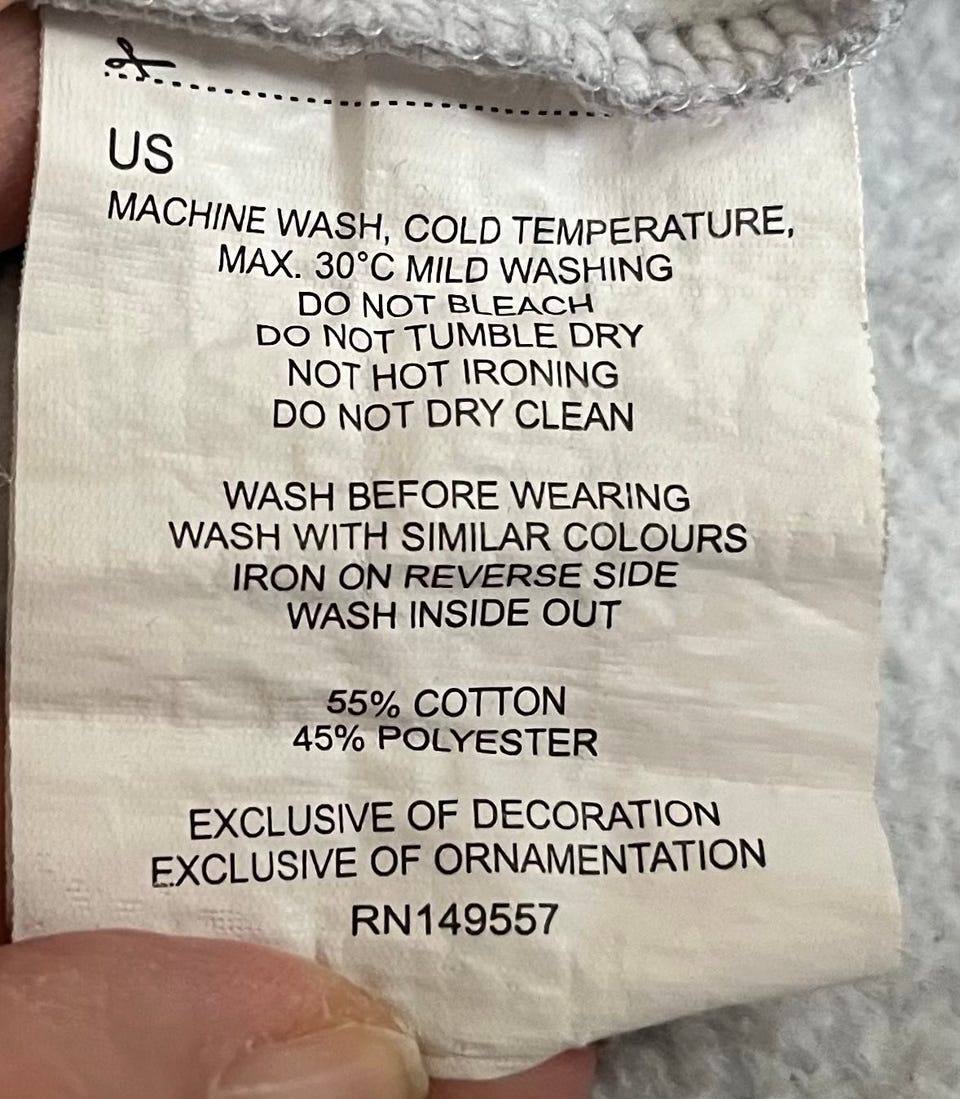 US
MACHINE WASH, COLD TEMPERATURE,
MAX. 30°C MILD WASHING
DO NOT BLEACH
DO NOT TUMBLE DRY
NOT HOT IRONING
DO NOT DRY CLEAN
WASH BEFORE WEARING
WASH WITH SIMILAR COLOURS
IRON ON REVERSE SIDE
WASH INSIDE OUT
55% COTTON
45% POLYESTER
EXCLUSIVE OF DECORATION
EXCLUSIVE OF ORNAMENTATION
RN149557